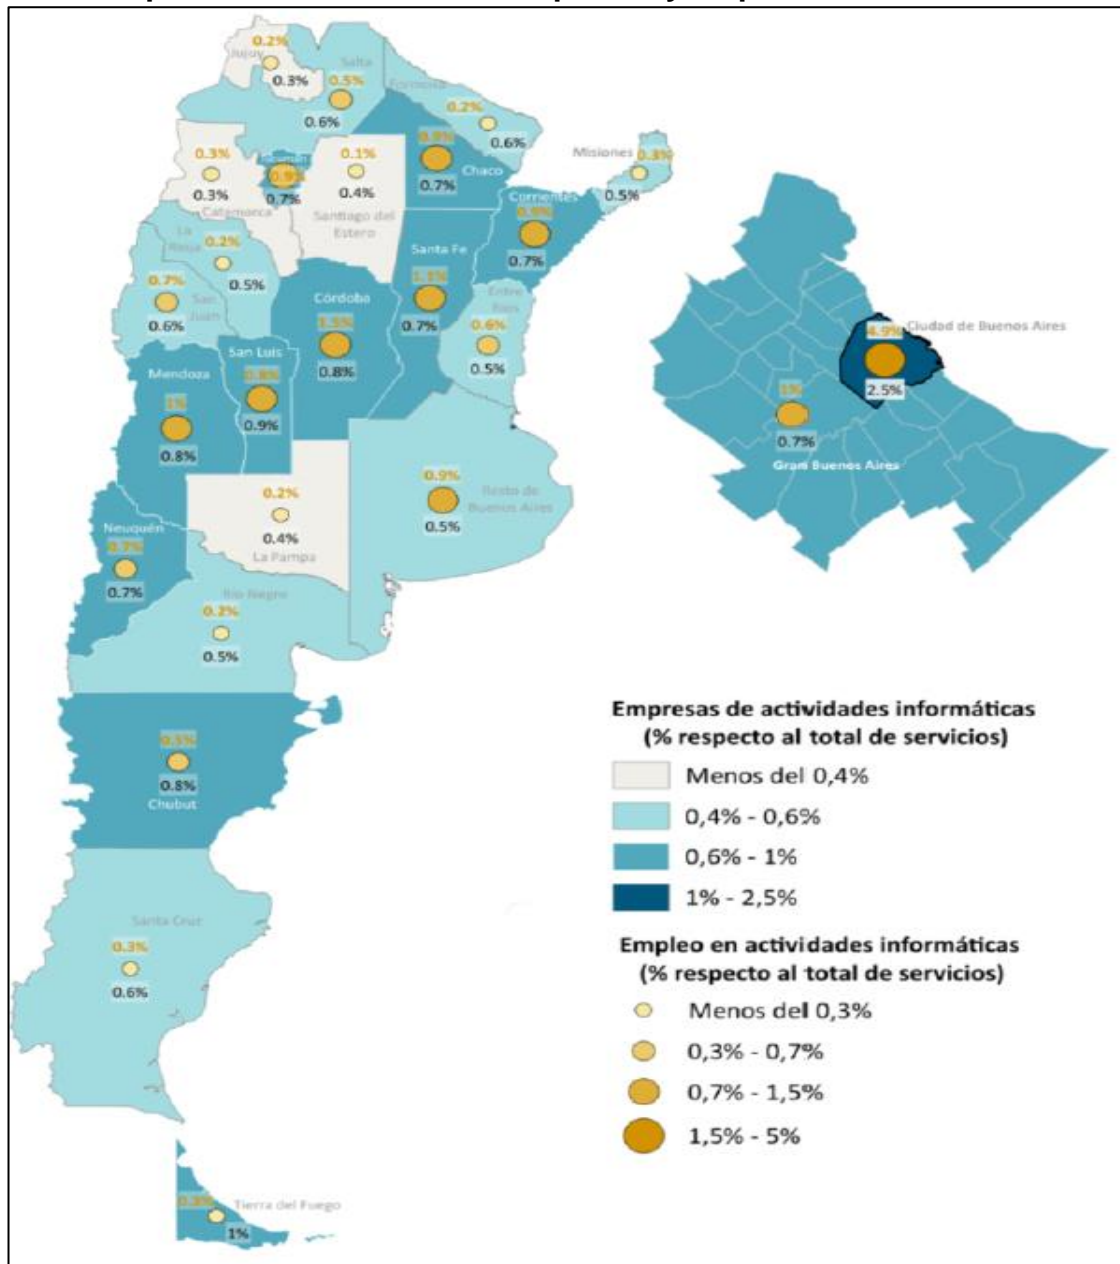 0.2%
Jujuy
0.3%
Salta
0.5%
0.6%
Formosa
0.2%
0.6%
Misiones
0.3%
0.5%
0.3%
0.3%
Catamarca
Tucumán
0.9%
0.7%
0.1%
0.4%
Santiago del
Estero
0.9%
Chaco
0.7%
Corrientes
0.9%
0.7%
La
Rioja
0.2%
0.5%
0.7%
San
Juan
0.6%
Córdoba
1.5%
0.8%
Santa Fe
1.1%
0.7%
Entre
Ríos
0.6%
0.5%
Mendoza
1%
0.8%
San Luis
0.8%
0.9%
0.2%
0.4%
La Pampa
0.9%
Resto de
Buenos Aires
0.5%
Neuquén
0.7%
0.7%
Río Negro
0.2%
0.5%
0.5%
0.8%
Chubut
Santa Cruz
0.3%
0.6%
0.3%
Tierra del Fuego
1%
4.9%
Ciudad de Buenos Aires
2.5%
1%
0.7%
Gran Buenos Aires
Empresas de actividades informáticas
(% respecto al total de servicios)
Menos del 0,4%
0,4% - 0,6%
0,6% - 1%
1% - 2,5%
Empleo en actividades informáticas
(% respecto al total de servicios)
Menos del 0,3%
0,3% - 0,7%
0,7% - 1,5%
1,5% - 5%